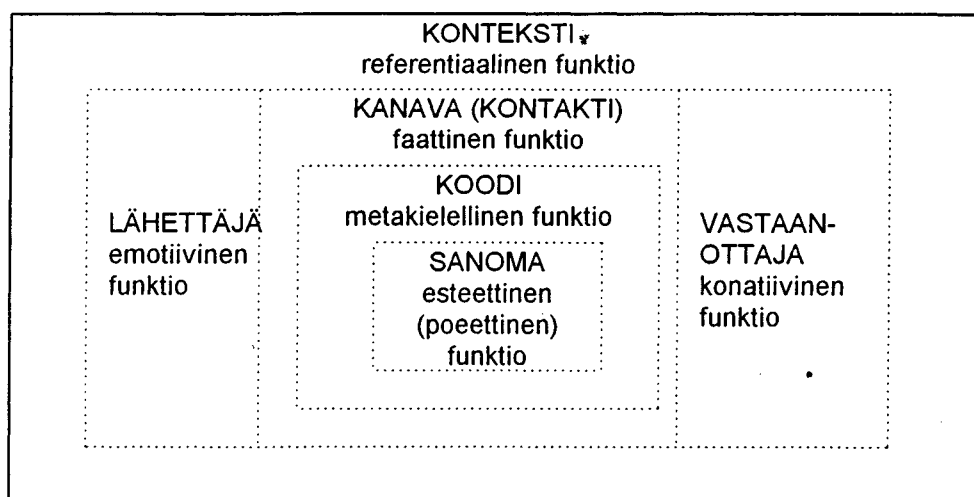 KONTEKSTI
referentiaalinen funktio
KANAVA (KONTAKTI)
faattinen funktio
KOODI
metakielellinen funktio
LÄHETTÄJÄ
emotiivinen
funktio
SANOMA
esteettinen
(poeettinen)
funktio
VASTAAN-
OTTAJA
konatiivinen
funktio